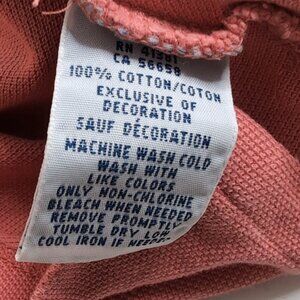 RN 41381
CA 56658
100% COTTON/COTON
EXCLUSIVE OF
DECORATION
SAUF DÉCORATION
MACHINE WASH COLD
WASH WITH
LIKE COLORS
ONLY NON-CHLORINE
BLEACH WHEN NEEDED
REMOVE PROMPTLY
TUMBLE DRY LOW
COOL IRON IF NEEDED